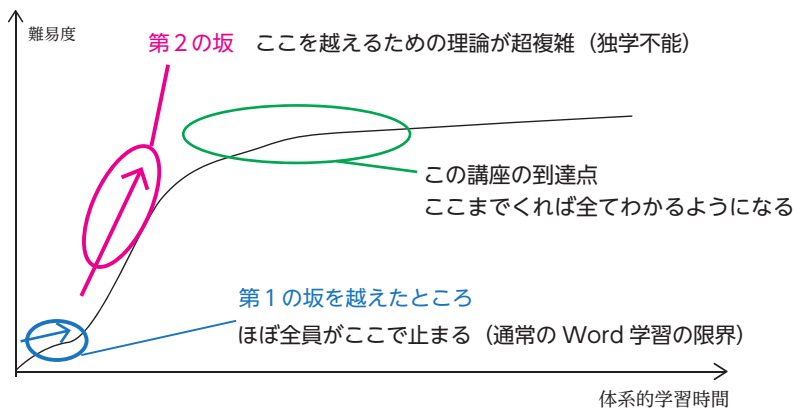 難易度
第２の坂　ここを越えるための理論が超複雑（独学不能）
この講座の到達点
ここまでくれば全てわかるようになる
第１の坂を越えたところ
ほぼ全員がここで止まる（通常の Word 学習の限界）
体系的学習時間